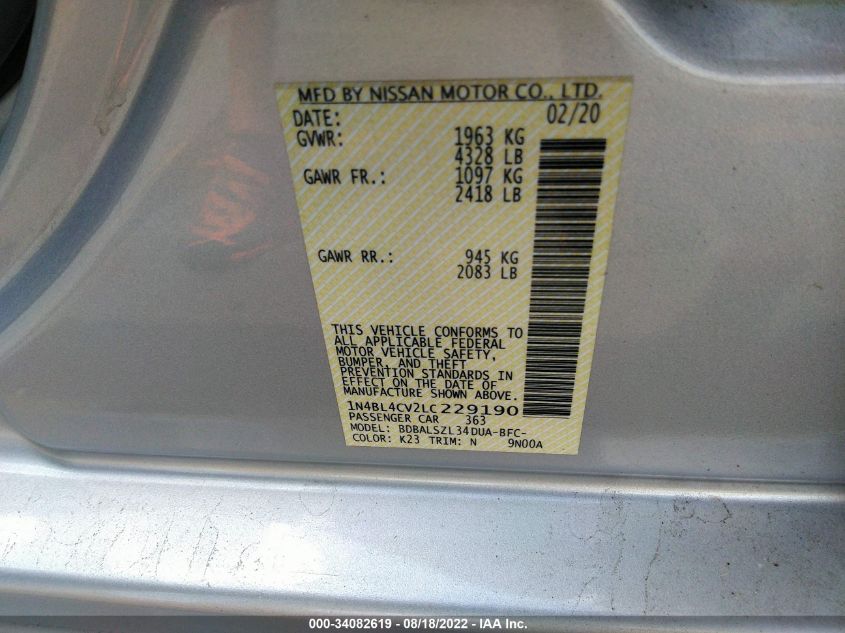 MFD BY NISSAN MOTOR CO., LTD.
DATE: 02/20
GVWR: 1963 KG
4328 LB
GAWR FR.: 1097 KG
2418 LB
GAWR RR.: 945 KG
2083 LB
THIS VEHICLE CONFORMS TO
ALL APPLICABLE FEDERAL
MOTOR VEHICLE SAFETY,
BUMPER, AND THEFT
PREVENTION STANDARDS IN
EFFECT ON THE DATE OF
MANUFACTURE SHOWN ABOVE.
1N4BL4CV2LC229190
PASSENGER CAR 363
MODEL: BDBALSZL34DUA-BFC-
COLOR: K23 TRIM: N 9N00A
000-34082619 - 08/18/2022 - IAA Inc.